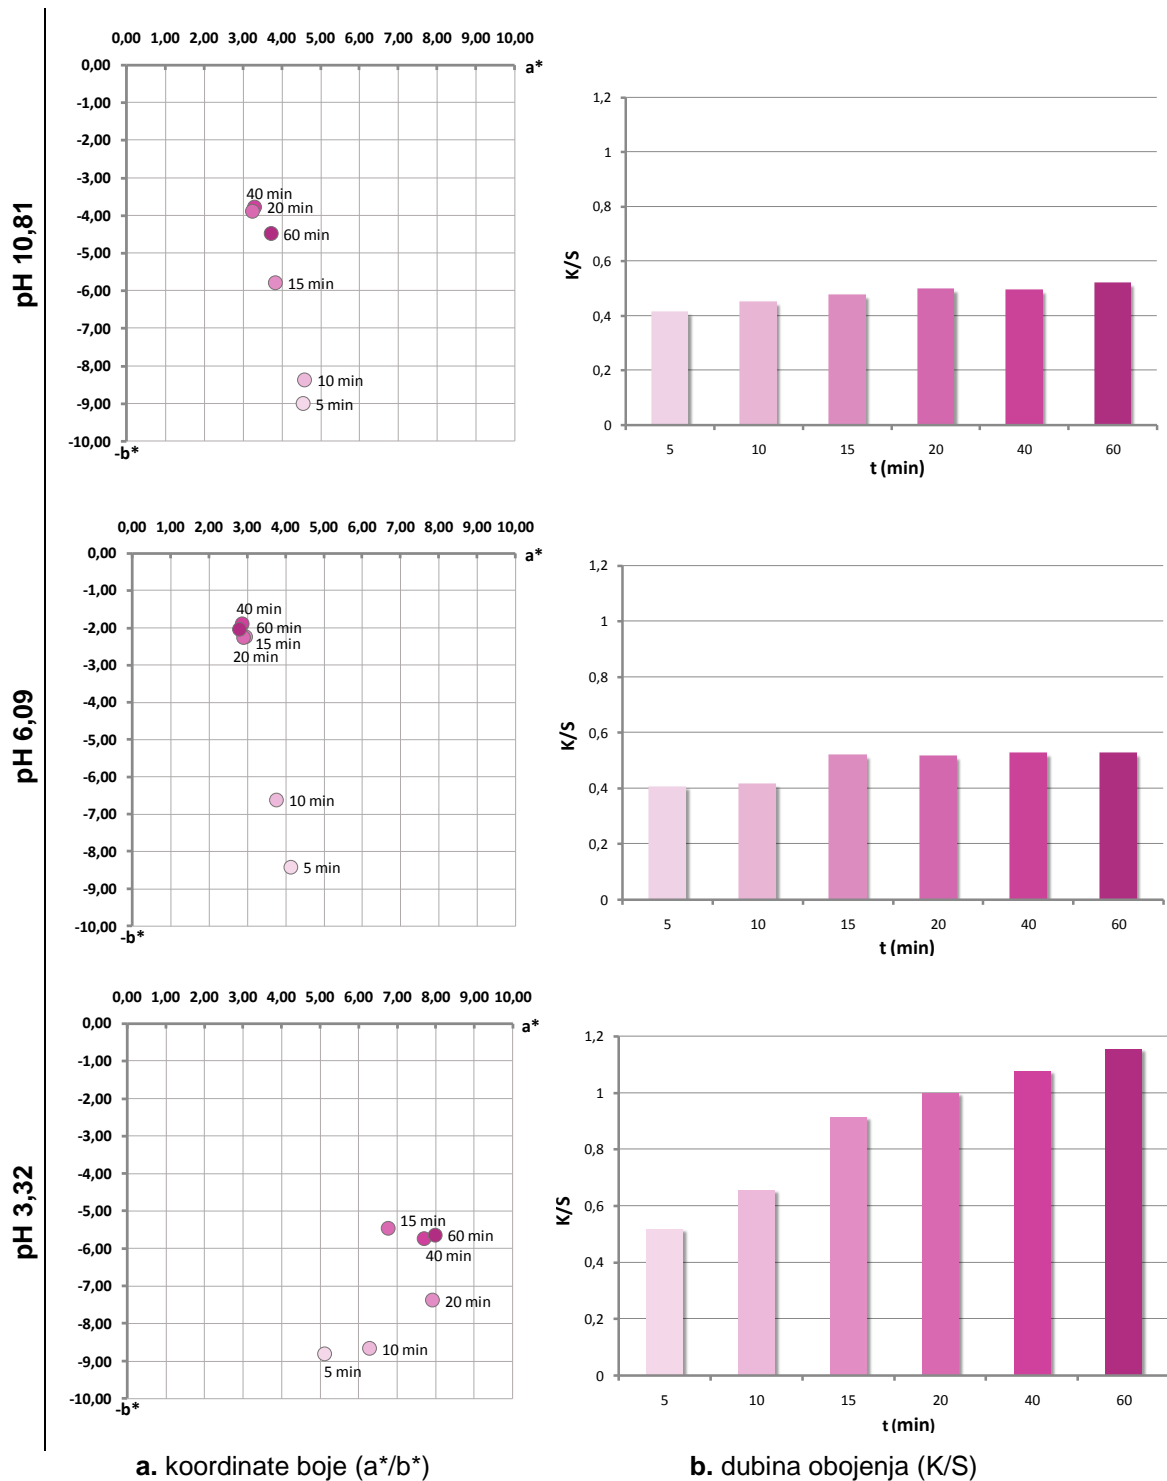 0,00 1,00 2,00 3,00 4,00 5,00 6,00 7,00 8,00 9,00 10,00
a*
0,00
-1,00
-2,00
-3,00
-4,00
-5,00
-6,00
-7,00
-8,00
-9,00
-10,00
-b*
40 min
20 min
60 min
15 min
10 min
5 min
pH 10,81
1,2
1
0,8
0,6
0,4
0,2
0
K/S
5 10 15 20 40 60
t (min)
0,00 1,00 2,00 3,00 4,00 5,00 6,00 7,00 8,00 9,00 10,00
a*
0,00
-1,00
-2,00
-3,00
-4,00
-5,00
-6,00
-7,00
-8,00
-9,00
-10,00
-b*
40 min
60 min
15 min
20 min
10 min
5 min
pH 6,09
1,2
1
0,8
0,6
0,4
0,2
0
K/S
5 10 15 20 40 60
t (min)
0,00 1,00 2,00 3,00 4,00 5,00 6,00 7,00 8,00 9,00 10,00
a*
0,00
-1,00
-2,00
-3,00
-4,00
-5,00
-6,00
-7,00
-8,00
-9,00
-10,00
-b*
15 min
60 min
40 min
20 min
10 min
5 min
pH 3,32
1,2
1
0,8
0,6
0,4
0,2
0
K/S
5 10 15 20 40 60
t (min)
a. koordinate boje (a*/b*)
b. dubina obojenja (K/S)